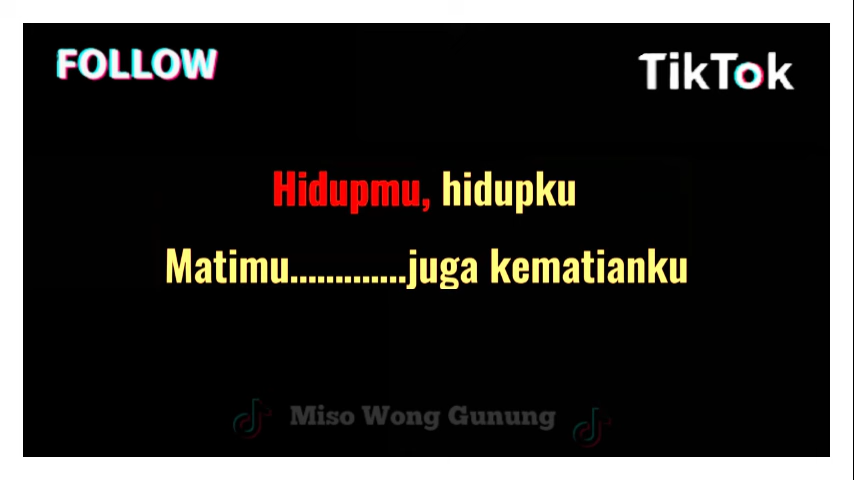 FOLLOW
TikTok
Hidupmu, hidupku
Matimu.............juga kematianku
Miso Wong Gunung